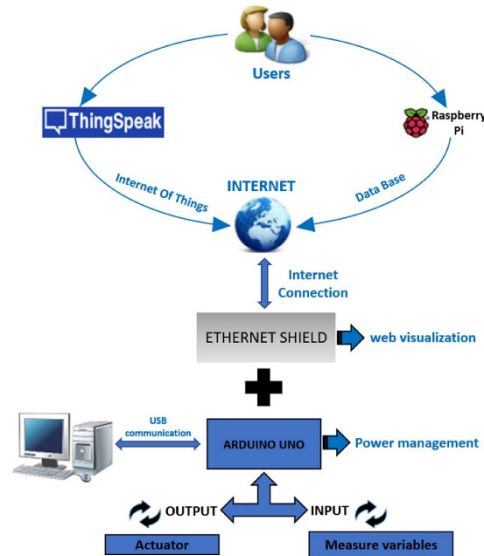 Users
ThingSpeak
Raspberry
Pi
Internet Of Things
INTERNET
Data Base
Internet
Connection
ETHERNET SHIELD
web visualization
USB
communication
ARDUINO UNO
Power management
OUTPUT
INPUT
Actuator
Measure variables